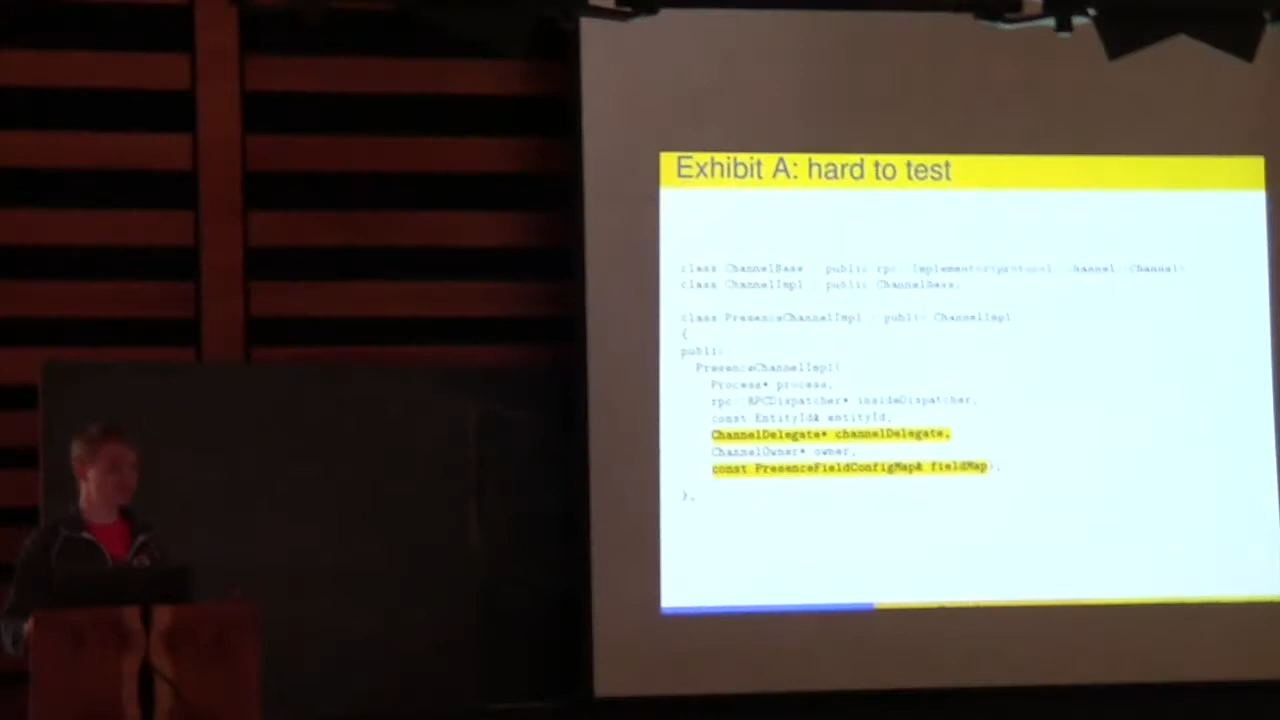 Exhibit A: hard to test
class ChannelBase : public rpc::Implementor<protocol::channel::Channel>
class ChannelImpl : public ChannelBase;
class PresenceChannelImpl : public ChannelImpl
{
public:
PresenceChannelImpl(
Process* process,
rpc::RPCDispatcher* insideDispatcher,
const EntityId& entityId,
ChannelDelegate* channelDelegate,
ChannelOwner* owner,
const PresenceFieldConfigMap& fieldMap);
};